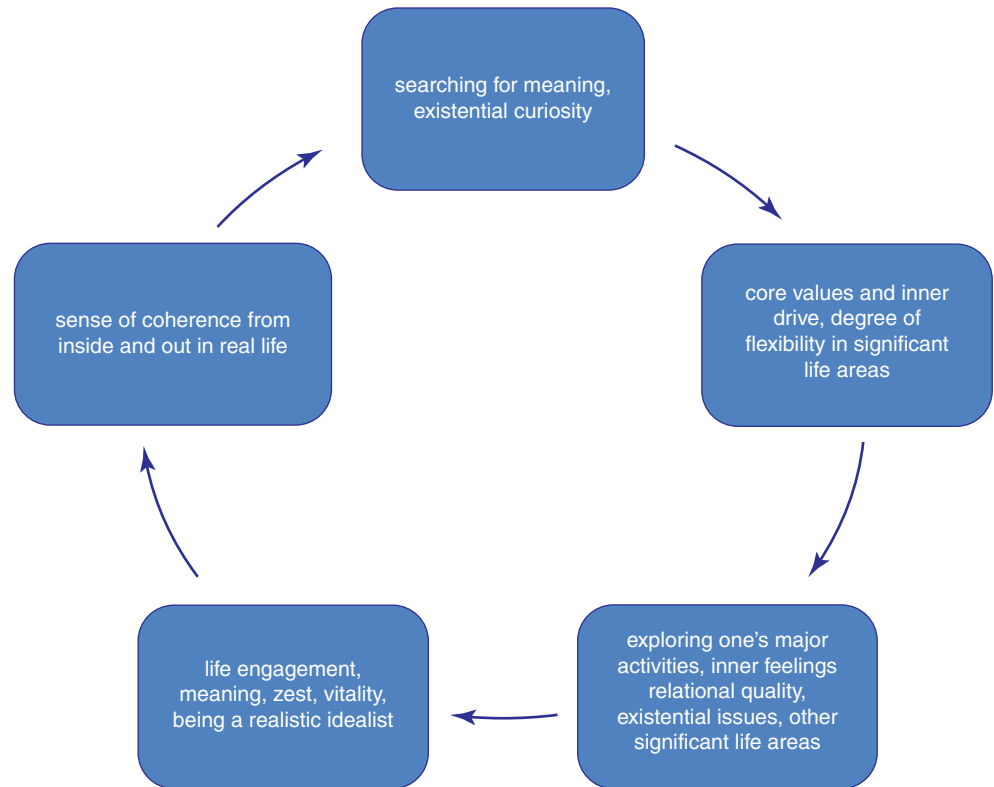 searching for meaning,
existential curiosity
core values and inner
drive, degree of
flexibility in significant
life areas
exploring one’s major
activities, inner feelings
relational quality,
existential issues, other
significant life areas
life engagement,
meaning, zest, vitality,
being a realistic idealist
sense of coherence from
inside and out in real life